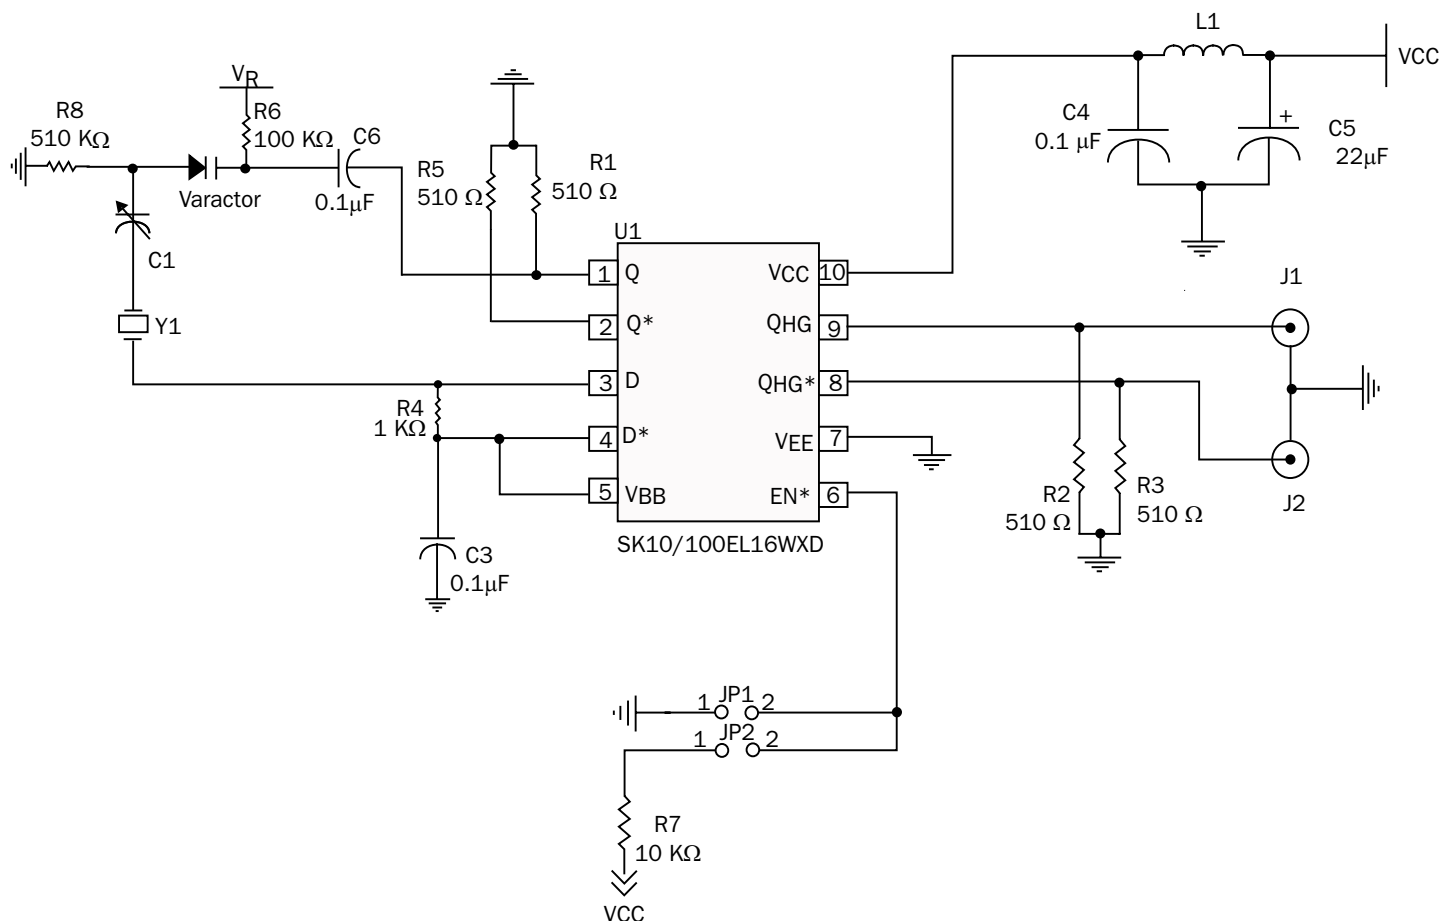 L1
VCC
C4
0.1 µF
+
C5
22µF
VR
R8
510 KΩ
R6
100 KΩ
C6
0.1µF
Varactor
R5
510 Ω
R1
510 Ω
C1
Y1
U1
1 Q
2 Q*
3 D
4 D*
5 VBB
VCC 10
QHG 9
QHG* 8
VEE 7
EN* 6
SK10/100EL16WXD
J1
J2
R4
1 KΩ
R2
510 Ω
R3
510 Ω
C3
0.1µF
1 JP1 2
1 JP2 2
R7
10 KΩ
VCC